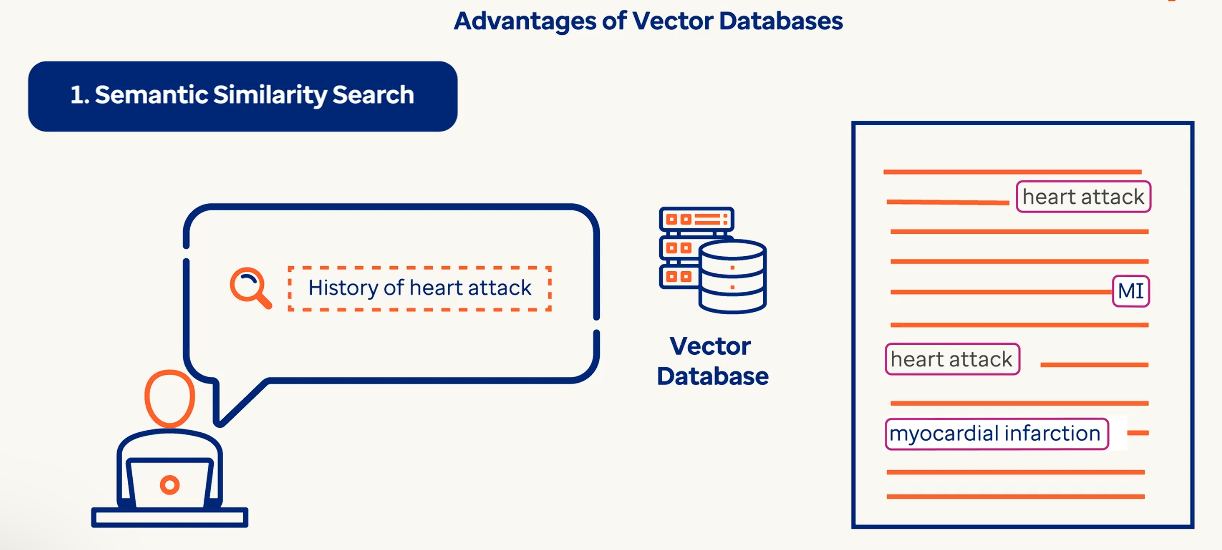 Advantages of Vector Databases
1. Semantic Similarity Search
History of heart attack
Vector
Database
heart attack
MI
heart attack
myocardial infarction